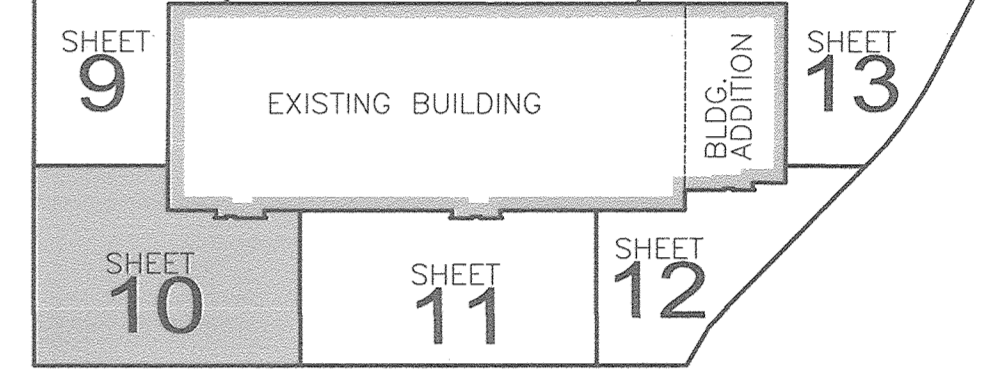 SHEET
9
EXISTING BUILDING
BLDG.
ADDITION
SHEET
13
SHEET
10
SHEET
11
SHEET
12